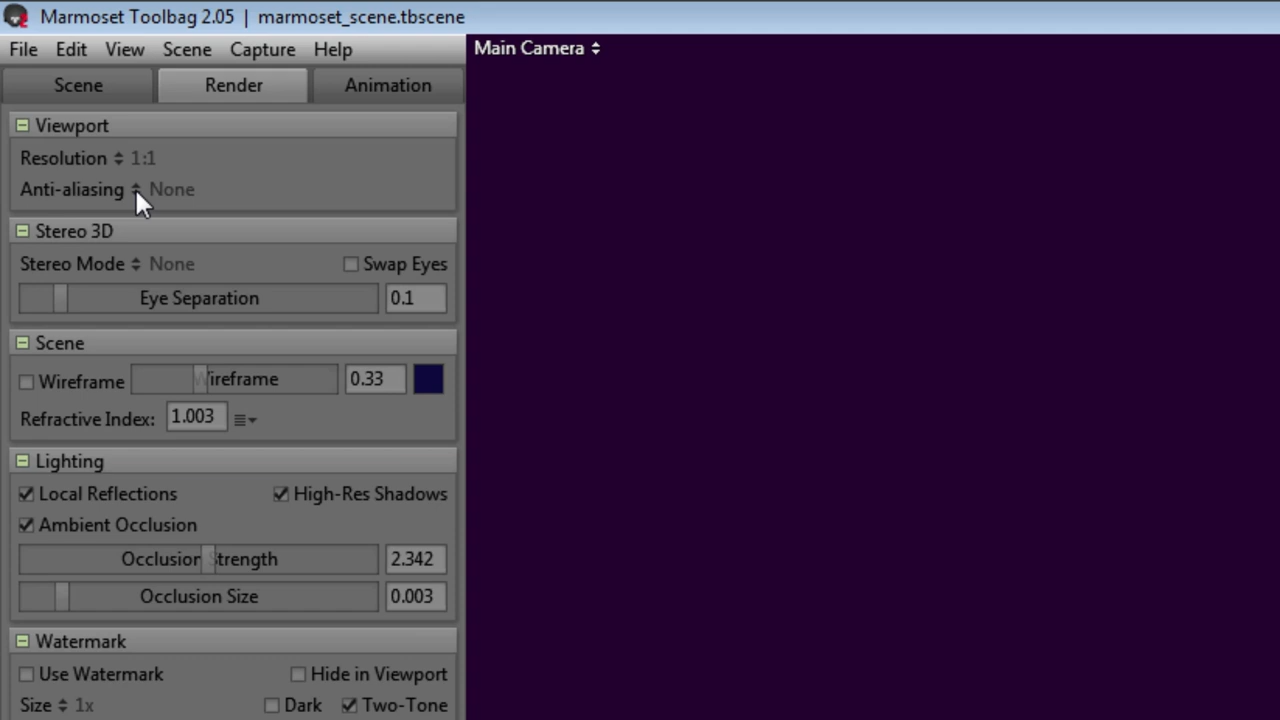 Marmoset Toolbag 2.05 | marmoset_scene.tbscene
File Edit View Scene Capture Help
Main Camera
Scene Render Animation
Viewport
Resolution 1:1
Anti-aliasing None
Stereo 3D
Stereo Mode None Swap Eyes
Eye Separation 0.1
Scene
Wireframe Wireframe 0.33
Refractive Index: 1.003
Lighting
Local Reflections High-Res Shadows
Ambient Occlusion
Occlusion Strength 2.342
Occlusion Size 0.003
Watermark
Use Watermark Hide in Viewport
Size 1x Dark Two-Tone